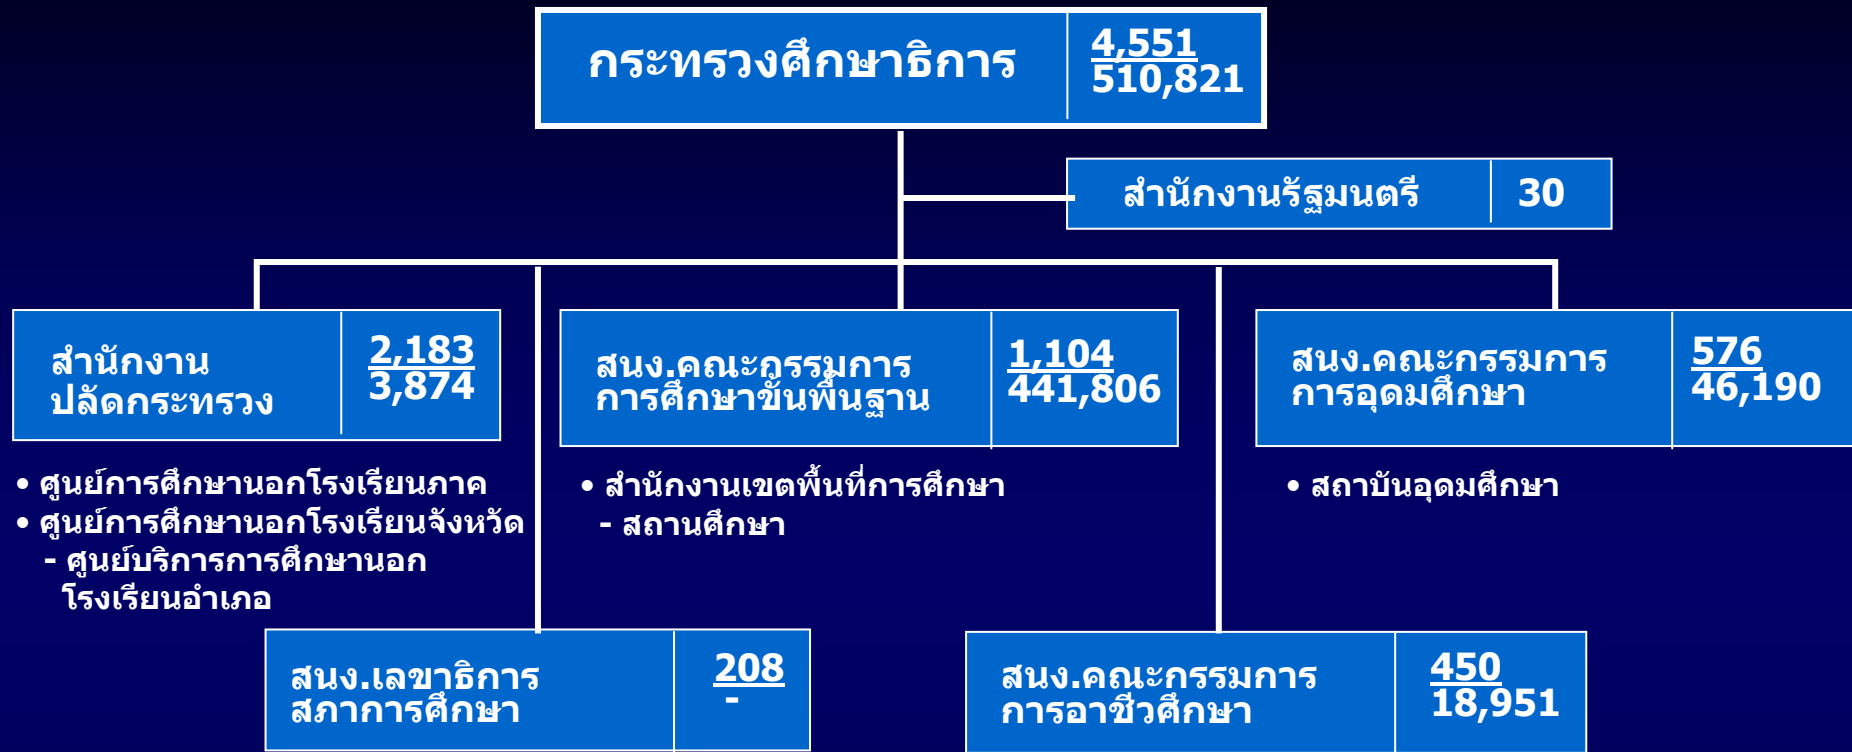 กระทรวงศึกษาธิการ
4,551
510,821
สำนักงานรัฐมนตรี
30
สำนักงาน
ปลัดกระทรวง
2,183
3,874
สนง.คณะกรรมการ
การศึกษาขั้นพื้นฐาน
1,104
441,806
สนง.คณะกรรมการ
การอุดมศึกษา
576
46,190
• ศูนย์การศึกษานอกโรงเรียนภาค
• ศูนย์การศึกษานอกโรงเรียนจังหวัด
- ศูนย์บริการการศึกษานอก
โรงเรียนอำเภอ
• สำนักงานเขตพื้นที่การศึกษา
- สถานศึกษา
• สถาบันอุดมศึกษา
สนง.เลขาธิการ
สภาการศึกษา
208
-
สนง.คณะกรรมการ
การอาชีวศึกษา
450
18,951